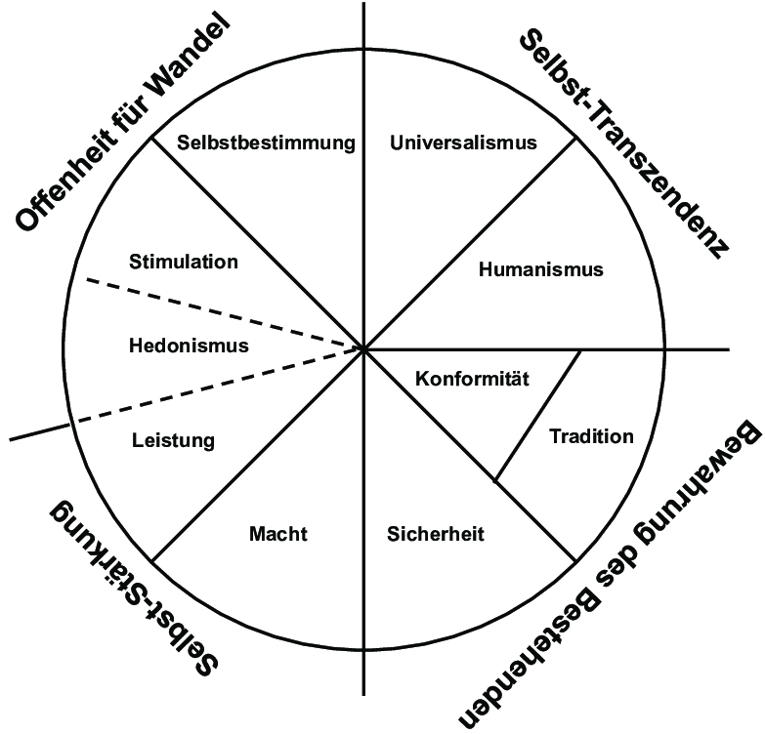 Offenheit für Wandel
Selbst-Transzendenz
Selbstbestimmung
Universalismus
Stimulation
Humanismus
Hedonismus
Konformität
Leistung
Tradition
Macht
Sicherheit
Selbst-Stärkung
Bewahrung des Bestehenden